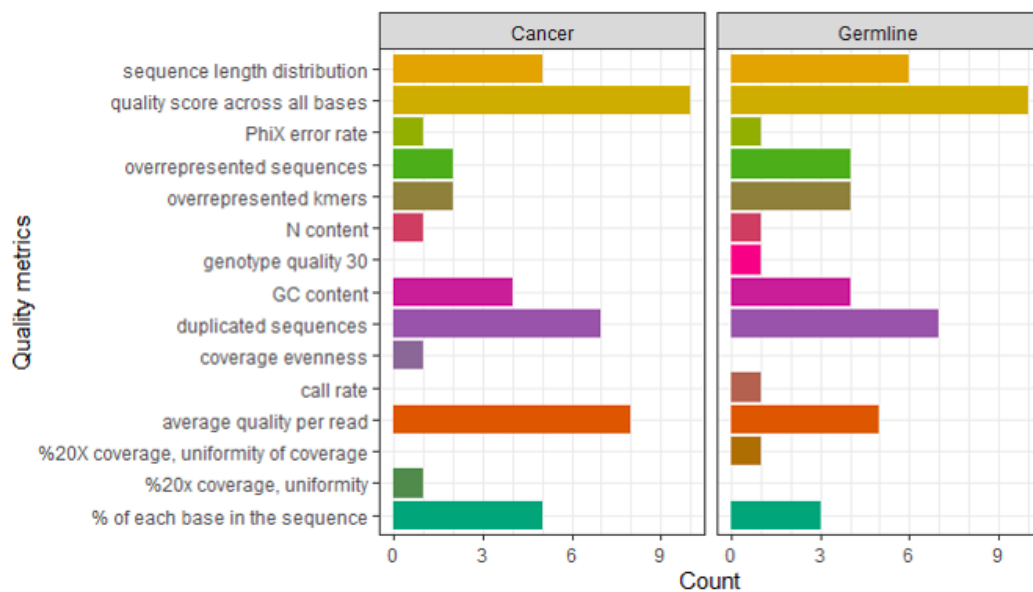 Cancer
Germline
Quality metrics
sequence length distribution
quality score across all bases
PhiX error rate
overrepresented sequences
overrepresented kmers
N content
genotype quality 30
GC content
duplicated sequences
coverage evenness
call rate
average quality per read
%20X coverage, uniformity of coverage
%20x coverage, uniformity
% of each base in the sequence
0 3 6 9 0 3 6 9
Count